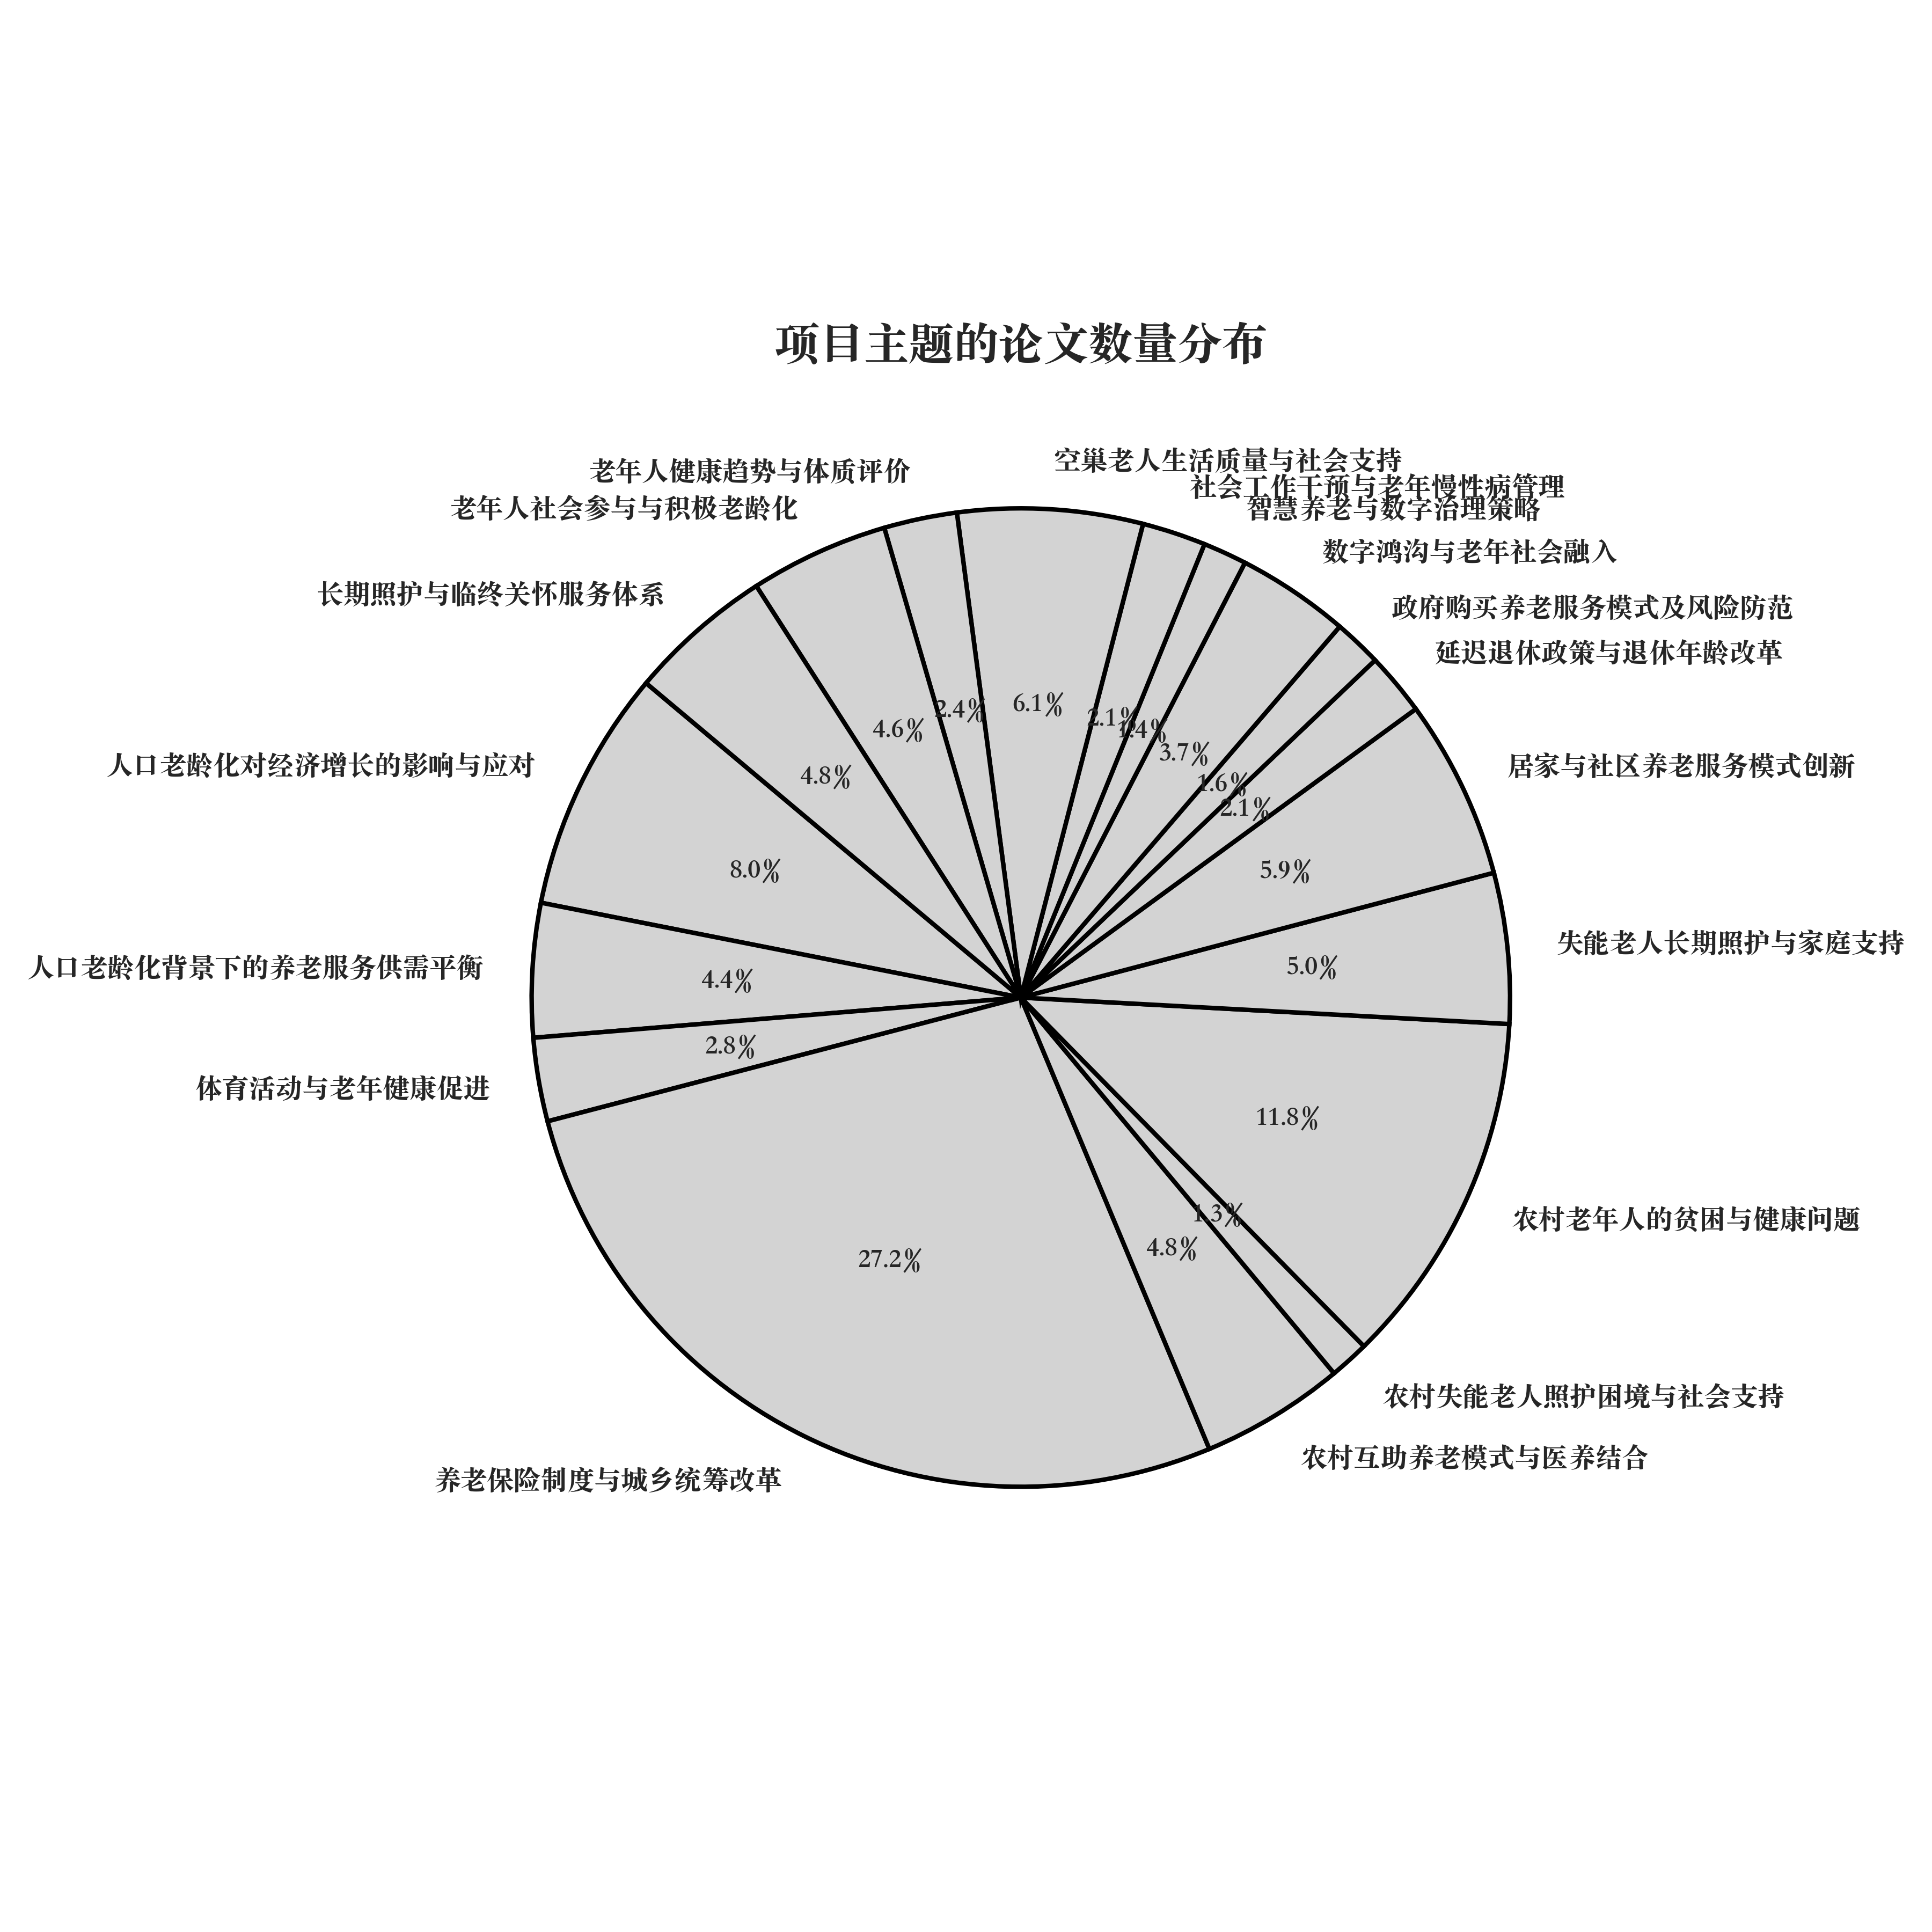 项目主题的论文数量分布
空巢老人生活质量与社会支持
老年人健康趋势与体质评价
社会工作干预与老年慢性病管理
老年人社会参与与积极老龄化
智慧养老与数字治理策略
数字鸿沟与老年社会融入
长期照护与临终关怀服务体系
政府购买养老服务模式及风险防范
延迟退休政策与退休年龄改革
6.1%
2.4%
2.1%
4.6%
1.4%
3.7%
人口老龄化对经济增长的影响与应对
居家与社区养老服务模式创新
4.8%
1.6%
2.1%
8.0%
5.9%
失能老人长期照护与家庭支持
人口老龄化背景下的养老服务供需平衡
5.0%
4.4%
2.8%
体育活动与老年健康促进
11.8%
1.3%
农村老年人的贫困与健康问题
4.8%
27.2%
农村失能老人照护困境与社会支持
农村互助养老模式与医养结合
养老保险制度与城乡统筹改革